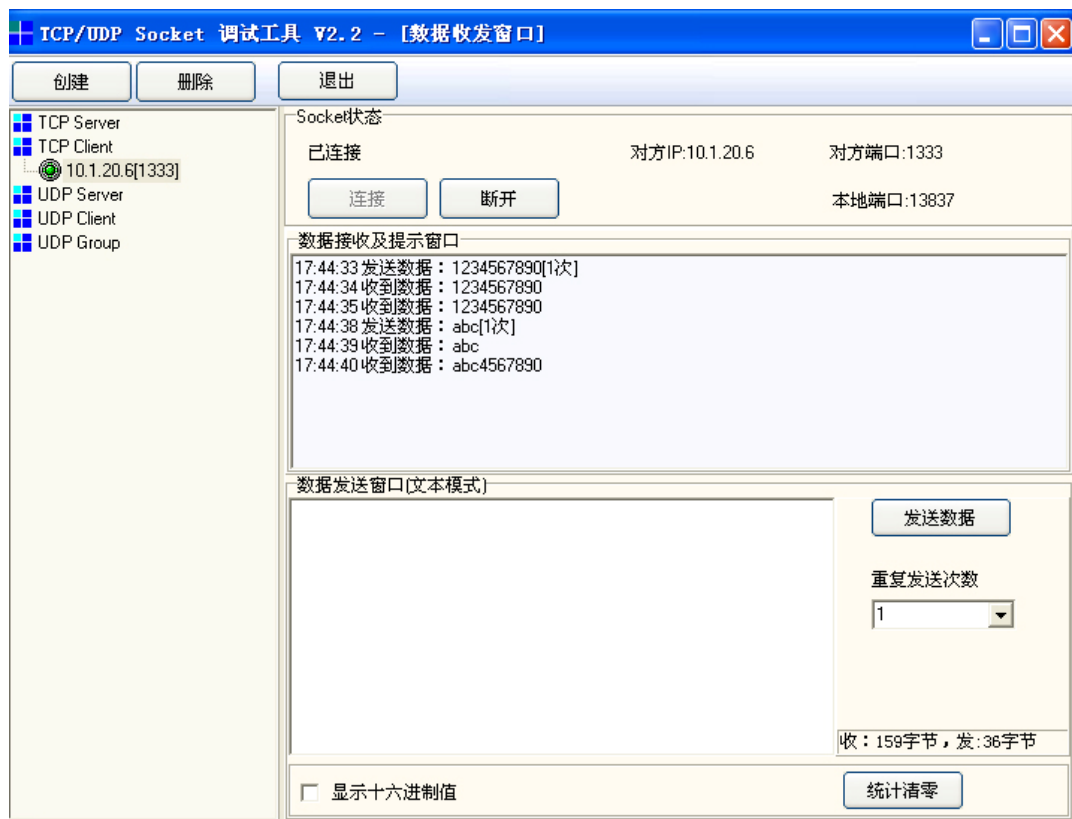 TCP/UDP Socket 调试工具 V2.2 - [数据收发窗口]
创建 删除 退出
TCP Server
TCP Client
10.1.20.6[1333]
UDP Server
UDP Client
UDP Group
Socket状态
已连接 对方IP:10.1.20.6 对方端口:1333
连接 断开 本地端口:13837
数据接收及提示窗口
17:44:33 发送数据：1234567890[1次]
17:44:34 收到数据：1234567890
17:44:35 收到数据：1234567890
17:44:38 发送数据：abc[1次]
17:44:39 收到数据：abc
17:44:40 收到数据：abc4567890
数据发送窗口(文本模式)
发送数据
重复发送次数
1
收：159字节，发:36字节
显示十六进制值 统计清零